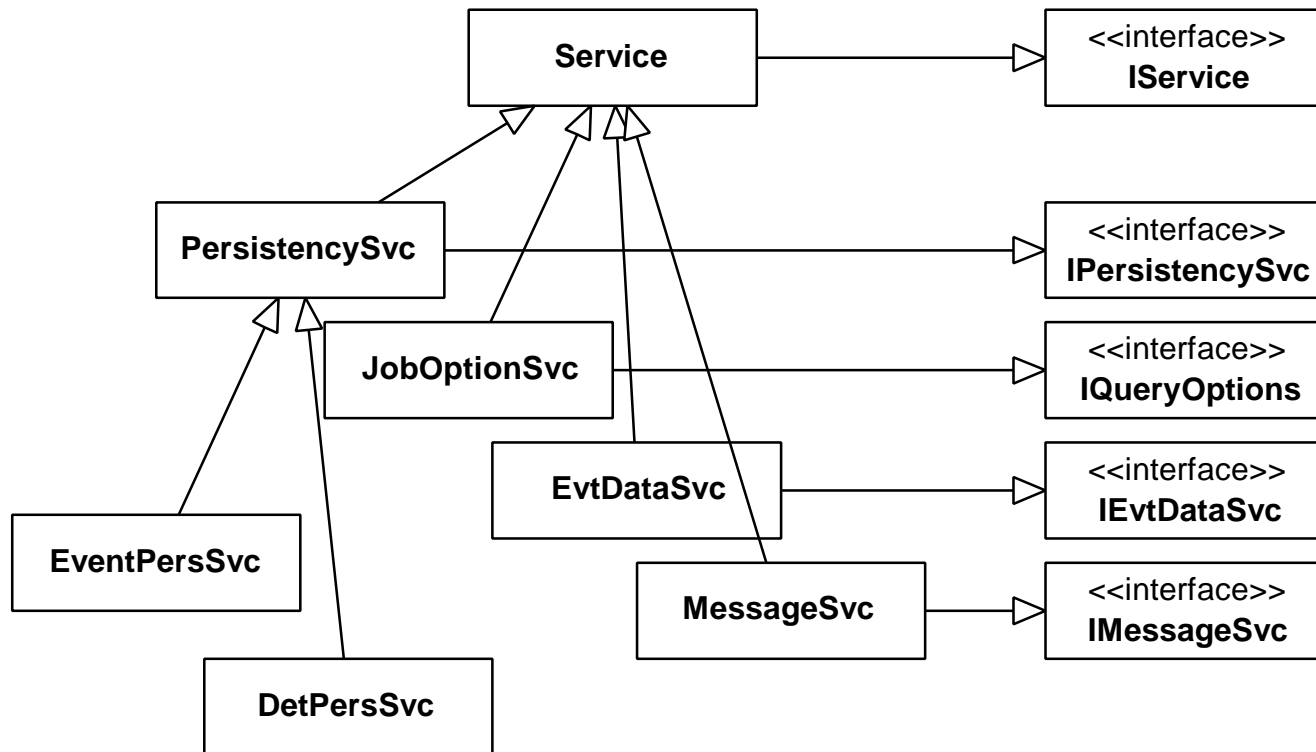 Service
<<interface>>
IService
PersistencySvc
<<interface>>
IPersistencySvc
JobOptionSvc
<<interface>>
IQueryOptions
EvtDataSvc
<<interface>>
IEvtDataSvc
EventPersSvc
MessageSvc
<<interface>>
IMessageSvc
DetPersSvc